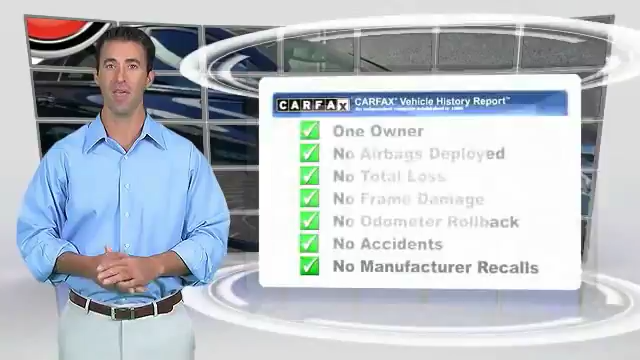 CARFAX CARFAX® Vehicle History Report™
One Owner
No Airbags Deployed
No Total Loss
No Frame Damage
No Odometer Rollback
No Accidents
No Manufacturer Recalls